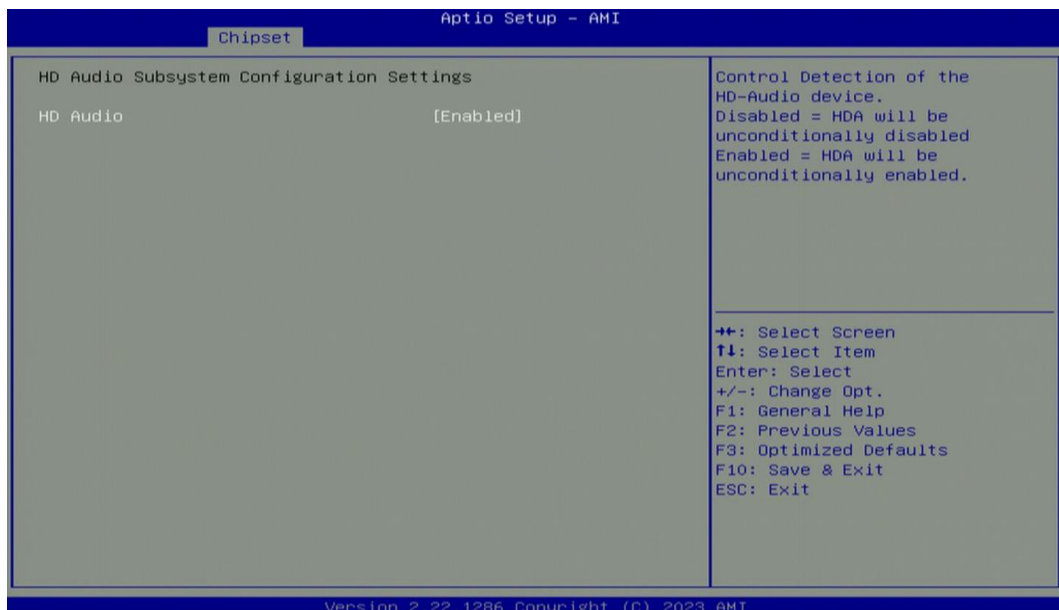 Aptio Setup - AMI
Chipset
HD Audio Subsystem Configuration Settings
HD Audio [Enabled]
Control Detection of the
HD-Audio device.
Disabled = HDA will be
unconditionally disabled
Enabled = HDA will be
unconditionally enabled.
→←: Select Screen
↑↓: Select Item
Enter: Select
+/-: Change Opt.
F1: General Help
F2: Previous Values
F3: Optimized Defaults
F10: Save & Exit
ESC: Exit
Version 2.22.1286 Copyright (C) 2023 AMI